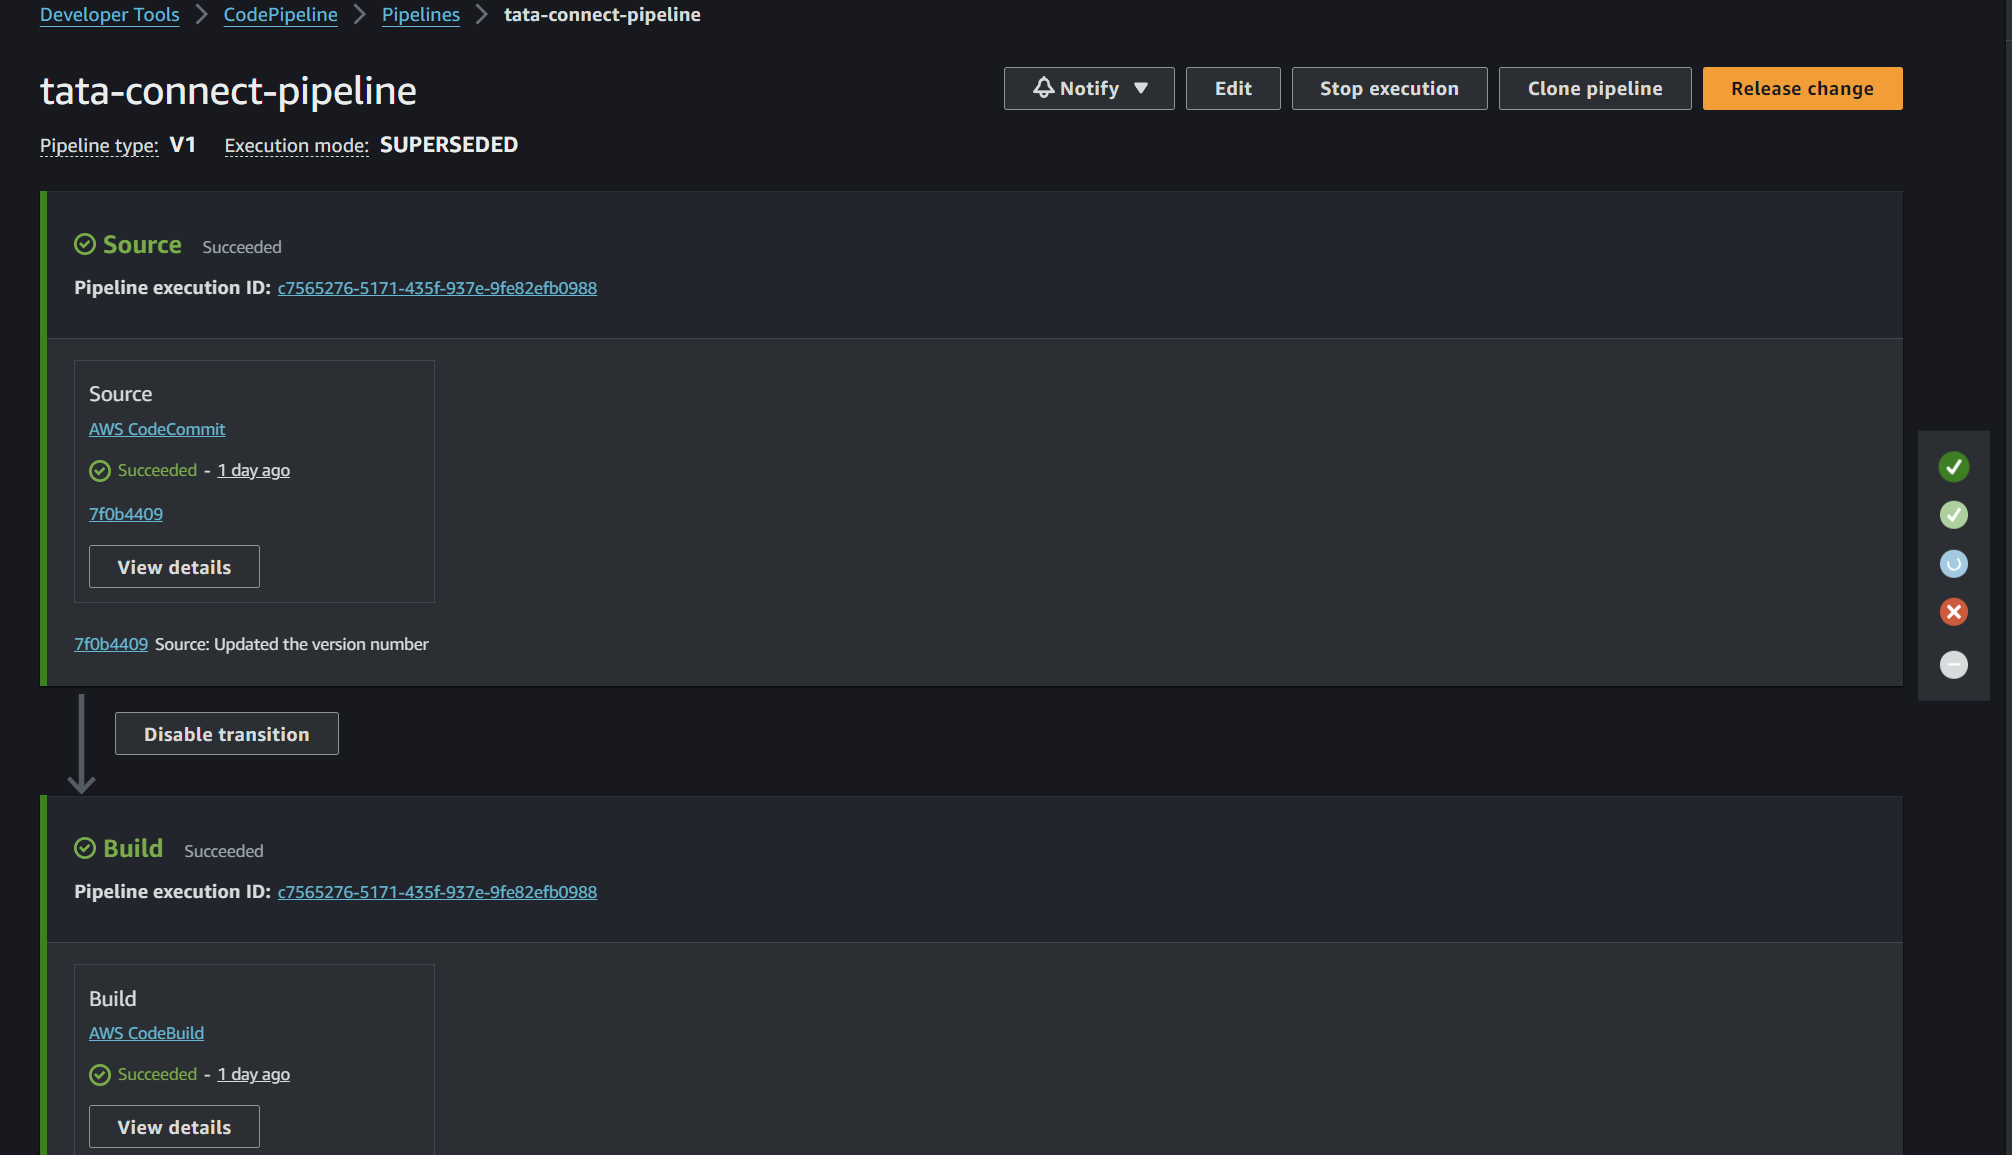 Developer Tools > CodePipeline > Pipelines > tata-connect-pipeline
tata-connect-pipeline
Notify ▼ Edit Stop execution Clone pipeline Release change
Pipeline type: V1 Execution mode: SUPERSEDED
Source Succeeded
Pipeline execution ID: c7565276-5171-435f-937e-9fe82efb0988
Source
AWS CodeCommit
Succeeded - 1 day ago
7f0b4409
View details
7f0b4409 Source: Updated the version number
Disable transition
Build Succeeded
Pipeline execution ID: c7565276-5171-435f-937e-9fe82efb0988
Build
AWS CodeBuild
Succeeded - 1 day ago
View details